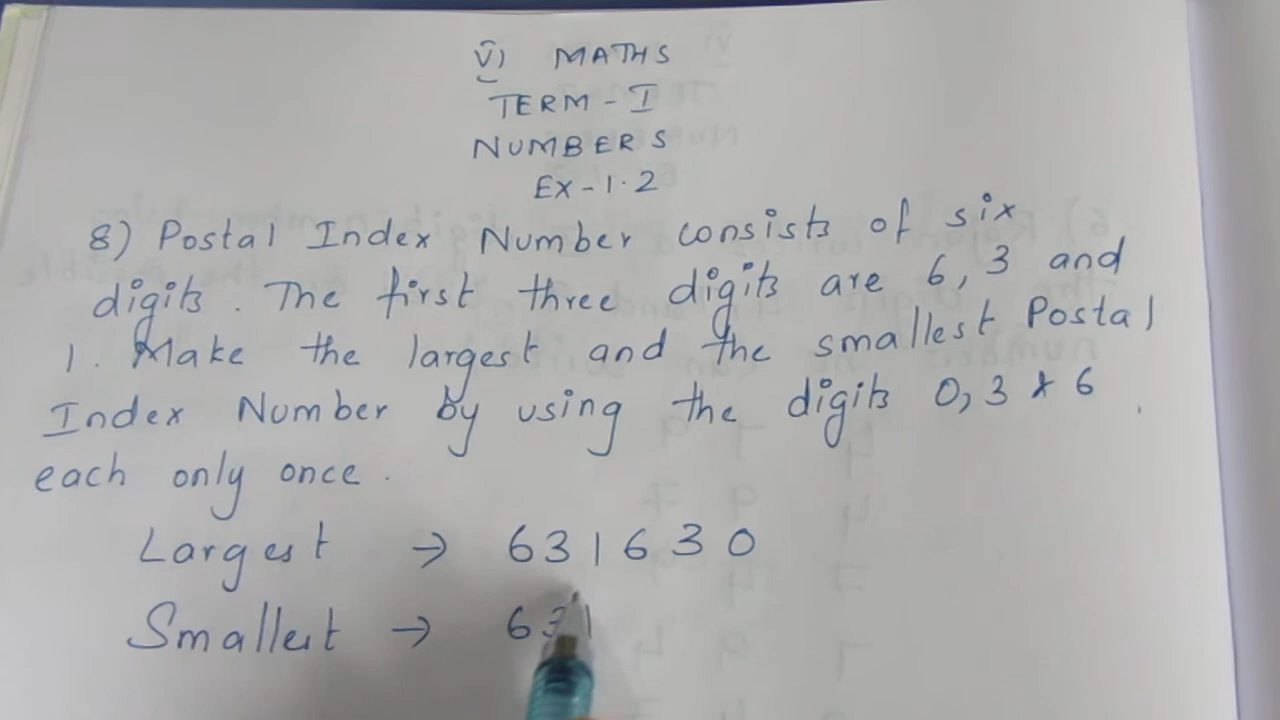 VI MATHS
TERM - I
NUMBERS
EX - 1.2
8) Postal Index Number consists of six
digits. The first three digits are 6, 3 and
1. Make the largest and the smallest Postal
Index Number by using the digits 0, 3 & 6
each only once.
Largest → 631630
Smallest → 631